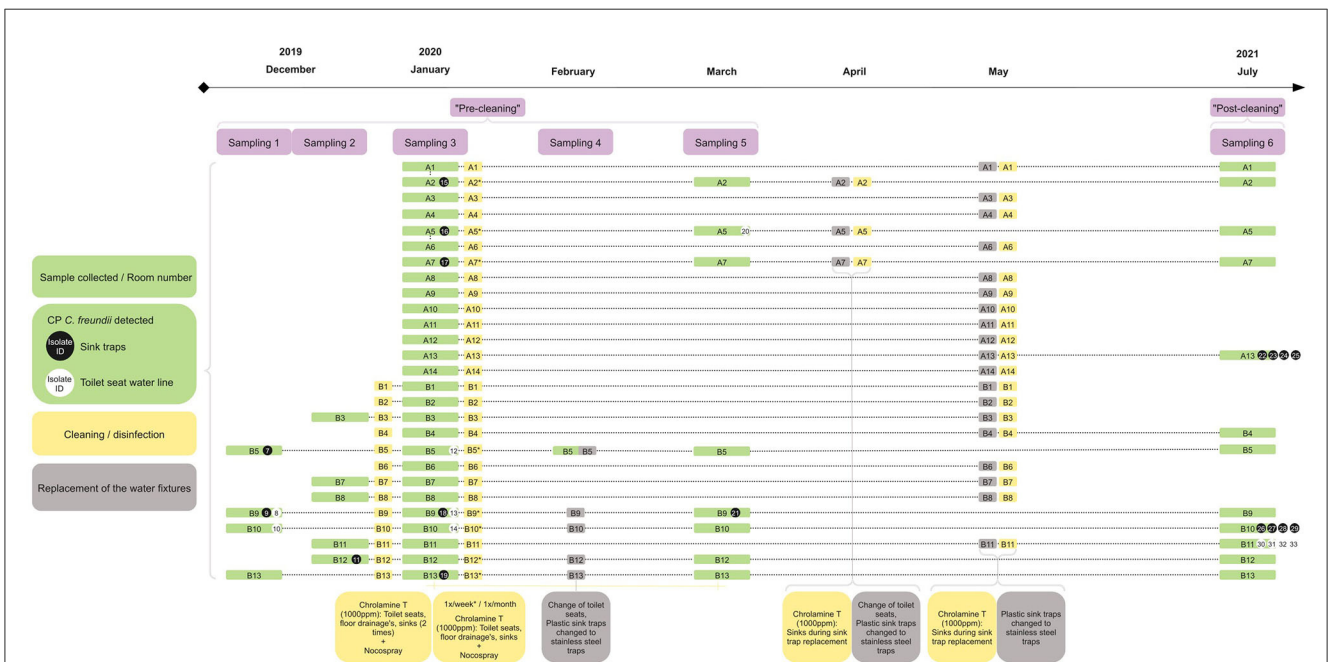 2019
December
2020
January
February
March
April
May
2021
July
"Pre-cleaning"
"Post-cleaning"
Sampling 1
Sampling 2
Sampling 3
Sampling 4
Sampling 5
Sampling 6
A1 A1 A1 A1 A1
A2 15 A2* A2 A2 A2 A2
A3 A3 A3 A3
A4 A4 A4 A4
A5 16 A5* A5 20 A5 A5 A5
A6 A6 A6 A6
A7 17 A7* A7 A7 A7 A7
A8 A8 A8 A8
A9 A9 A9 A9
A10 A10 A10 A10
A11 A11 A11 A11
A12 A12 A12 A12
A13 A13 A13 A13 A13 22 23 24 25
A14 A14 A14 A14
B1 B1 B1 B1 B1
B2 B2 B2 B2 B2
B3 B3 B3 B3 B3 B3
B4 B4 B4 B4 B4 B4
B5 7 B5 B5 12 B5* B5 B5 B5 B5
B6 B6 B6 B6 B6
B7 B7 B7 B7 B7 B7
B8 B8 B8 B8 B8 B8
B9 9 8 B9 B9 18 13 B9* B9 B9 21 B9
B10 10 B10 B10 14 B10* B10 B10 B10 26 27 28 29
B11 B11 B11 B11 B11 B11 B11 30 31 32 33
B12 11 B12 B12 B12* B12 B12 B12
B13 B13 B13 19 B13* B13 B13 B13
Sample collected / Room number
CP C. freundii detected
Isolate
ID
Sink traps
Isolate
ID
Toilet seat water line
Cleaning / disinfection
Replacement of the water fixtures
Chrolamine T
(1000ppm): Toilet seats,
floor drainage's, sinks (2
times)
+
Nocospray
1x/week* / 1x/month
Chrolamine T
(1000ppm): Toilet seats,
floor drainage's, sinks
+
Nocospray
Change of toilet
seats,
Plastic sink traps
changed to
stainless steel
traps
Chrolamine T
(1000ppm):
Sinks during sink
trap replacement
Change of toilet
seats,
Plastic sink traps
changed to
stainless steel
traps
Chrolamine T
(1000ppm):
Sinks during sink
trap replacement
Plastic sink traps
changed to
stainless steel
traps